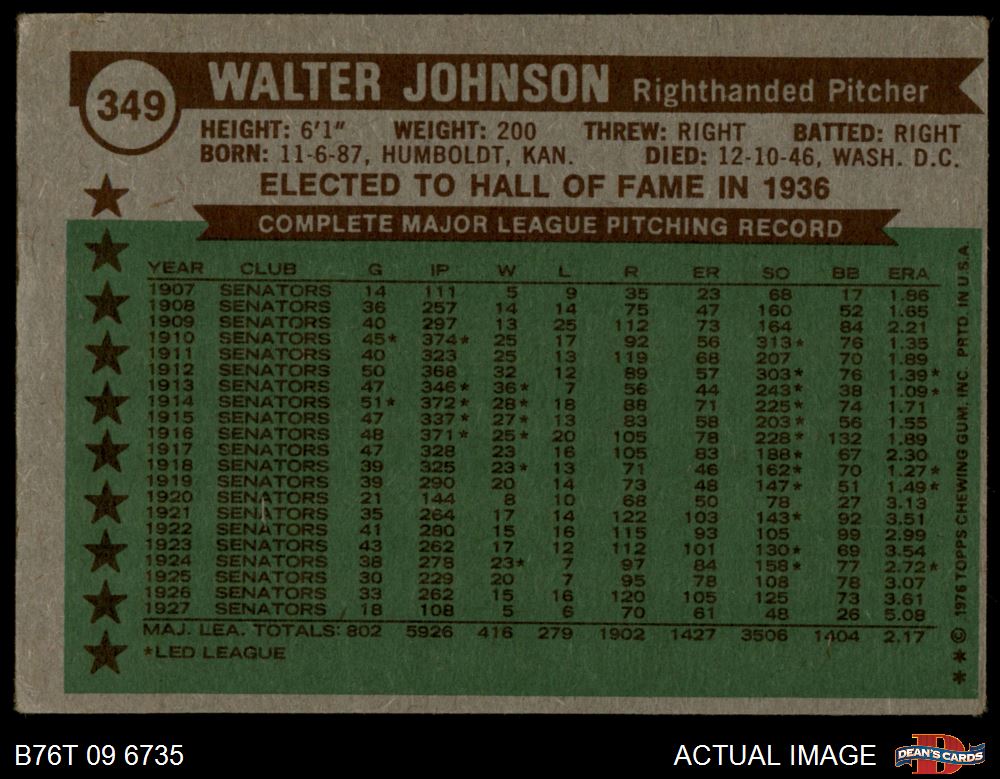 349
WALTER JOHNSON Righthanded Pitcher
HEIGHT: 6'1" WEIGHT: 200 THREW: RIGHT BATTED: RIGHT
BORN: 11-6-87, HUMBOLDT, KAN. DIED: 12-10-46, WASH. D.C.
ELECTED TO HALL OF FAME IN 1936
COMPLETE MAJOR LEAGUE PITCHING RECORD
YEAR CLUB G IP W L R ER SO BB ERA
1907 SENATORS 14 111 5 9 35 23 68 17 1.86
1908 SENATORS 36 257 14 14 75 47 160 52 1.65
1909 SENATORS 40 297 13 25 112 73 164 84 2.21
1910 SENATORS 45* 374* 25 17 92 56 313* 76 1.35
1911 SENATORS 40 323 25 13 119 68 207 70 1.89
1912 SENATORS 50 368 32 12 89 57 303* 76 1.39*
1913 SENATORS 47 346* 36* 7 56 44 243* 38 1.09*
1914 SENATORS 51* 372* 28* 18 88 71 225* 74 1.71
1915 SENATORS 47 337* 27* 13 83 58 203* 56 1.55
1916 SENATORS 48 371* 25* 20 105 78 228* 132 1.89
1917 SENATORS 47 328 23 16 105 83 188* 67 2.30
1918 SENATORS 39 325 23* 13 71 46 162* 70 1.27*
1919 SENATORS 39 290 20 14 73 48 147* 51 1.49*
1920 SENATORS 21 144 8 10 68 50 78 27 3.13
1921 SENATORS 35 264 17 14 122 103 143* 92 3.51
1922 SENATORS 41 280 15 16 115 93 105 99 2.99
1923 SENATORS 43 262 17 12 112 101 130* 69 3.54
1924 SENATORS 38 278 23* 7 97 84 158* 77 2.72*
1925 SENATORS 30 229 20 7 95 78 108 78 3.07
1926 SENATORS 33 262 15 16 120 105 125 73 3.61
1927 SENATORS 18 108 5 6 70 61 48 26 5.08
MAJ. LEA. TOTALS: 802 5926 416 279 1902 1427 3506 1404 2.17
*LED LEAGUE
* * © 1976 TOPPS CHEWING GUM, INC. PRTD. IN U.S.A.
B76T 09 6735
ACTUAL IMAGE
DEAN'S CARDS